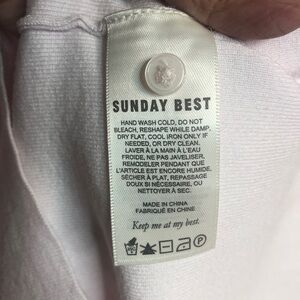 SUNDAY BEST
HAND WASH COLD, DO NOT
BLEACH, RESHAPE WHILE DAMP,
DRY FLAT, COOL IRON ONLY IF
NEEDED, OR DRY CLEAN.
LAVER À LA MAIN À L'EAU
FROIDE, NE PAS JAVELISER,
REMODELER PENDANT QUE
L'ARTICLE EST ENCORE HUMIDE,
SÉCHER À PLAT, REPASSAGE
DOUX SI NÉCESSAIRE, OU
NETTOYER À SEC.
MADE IN CHINA
FABRIQUÉ EN CHINE
Keep me at my best.
P